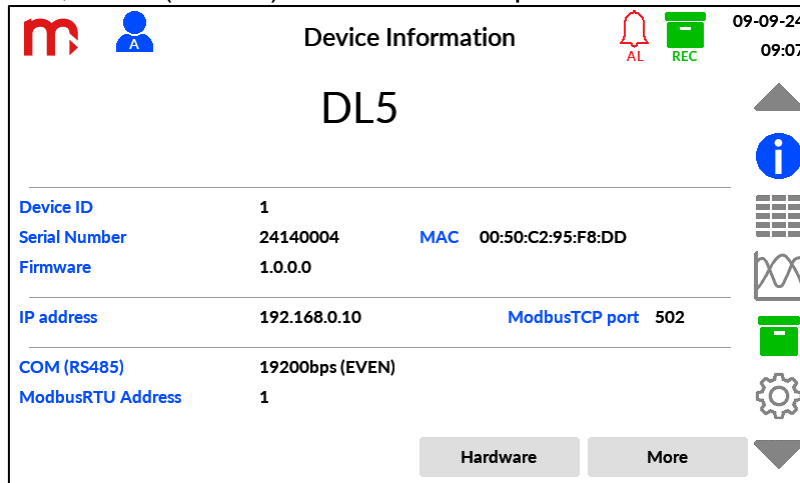 A
Device Information
AL
REC
09-09-24
09:07
DL5
Device ID 1
Serial Number 24140004 MAC 00:50:C2:95:F8:DD
Firmware 1.0.0.0
IP address 192.168.0.10 ModbusTCP port 502
COM (RS485) 19200bps (EVEN)
ModbusRTU Address 1
Hardware
More